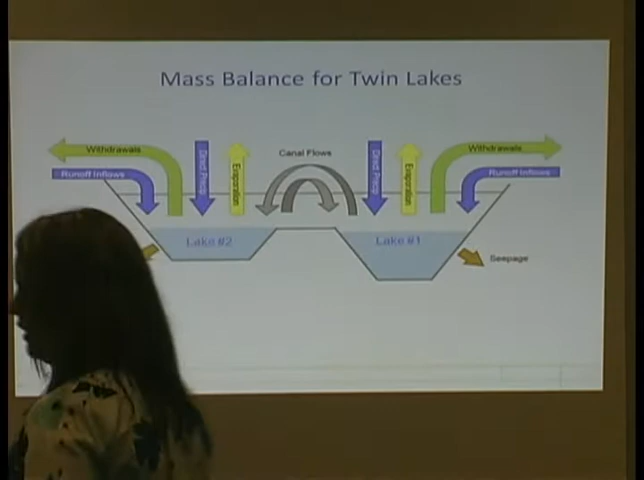 Mass Balance for Twin Lakes
Withdrawals
Runoff Inflows
Direct Precip
Evaporation
Canal Flows
Direct Precip
Evaporation
Withdrawals
Runoff Inflows
Lake #2
Lake #1
Seepage